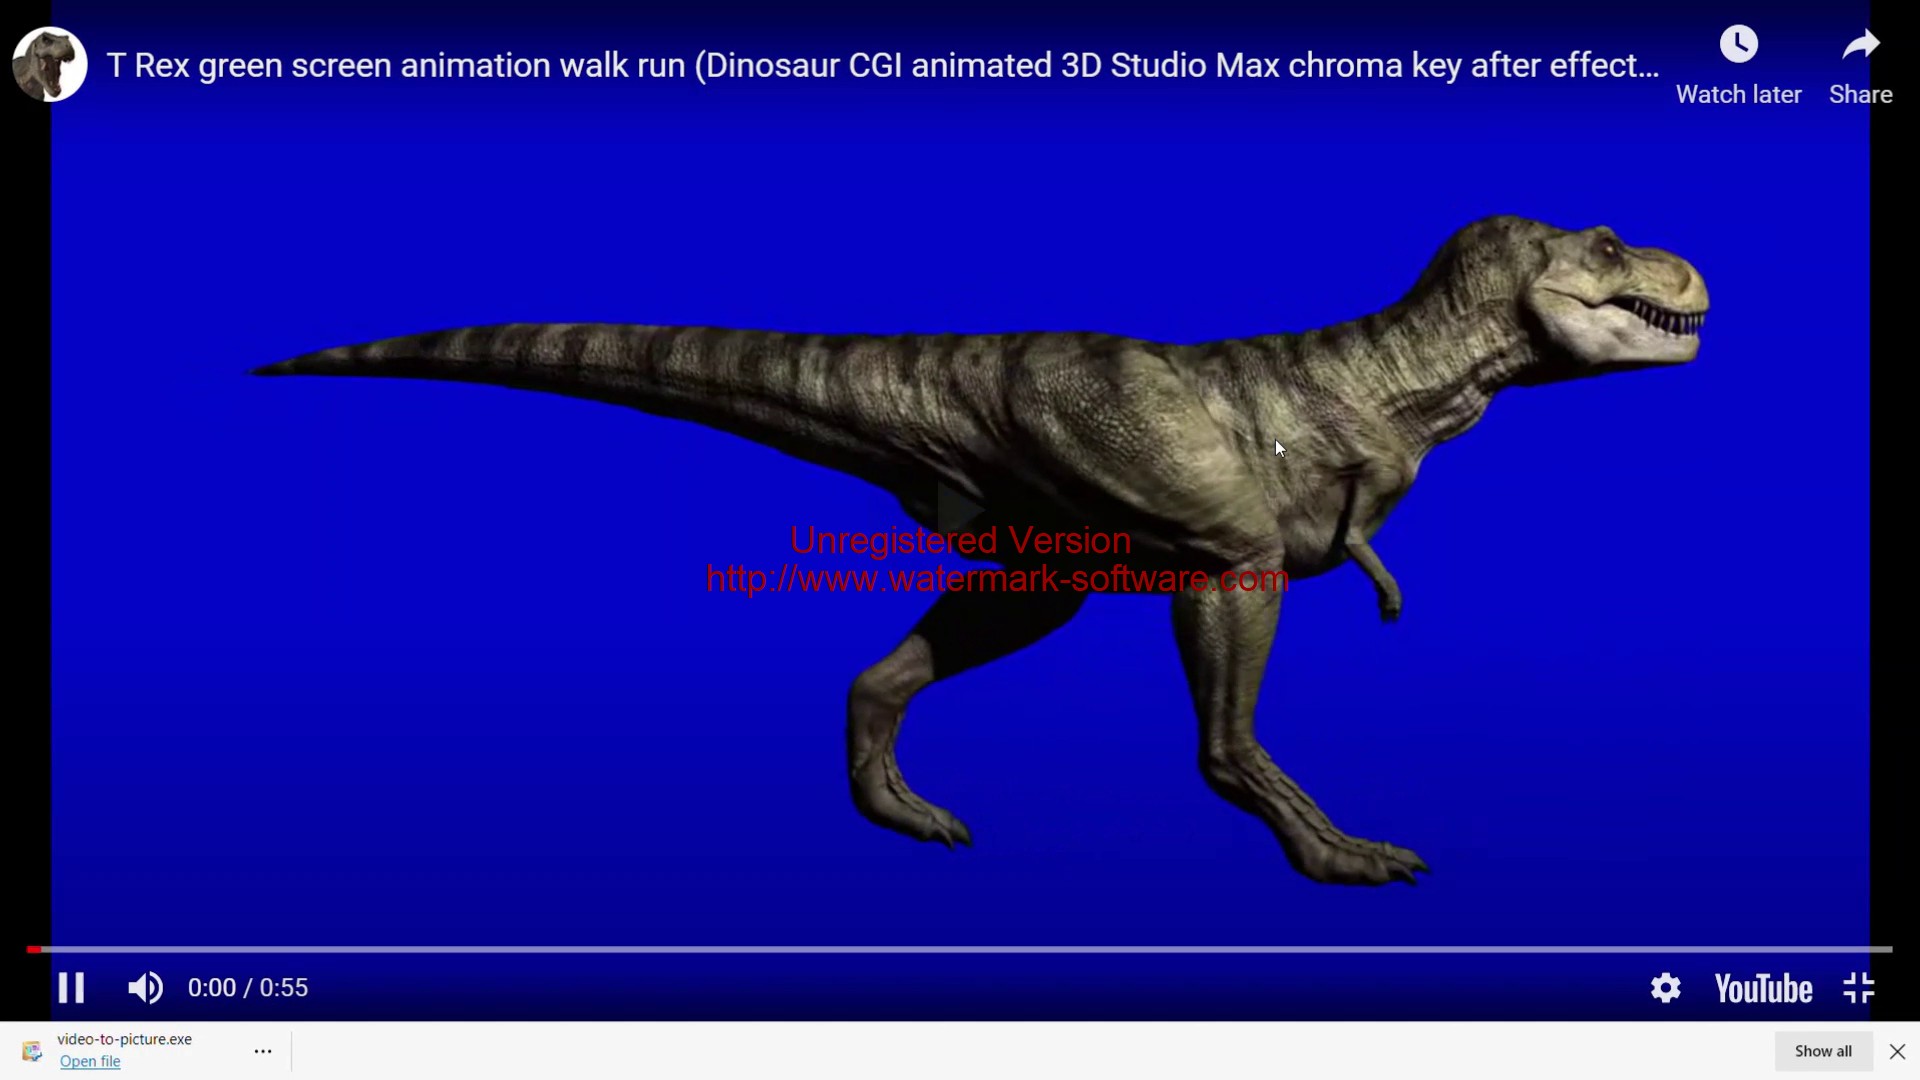 T Rex green screen animation walk run (Dinosaur CGI animated 3D Studio Max chroma key after effect...
Watch later
Share
Unregistered Version
http://www.watermark-software.com
0:00 / 0:55
YouTube
video-to-picture.exe
Open file
Show all